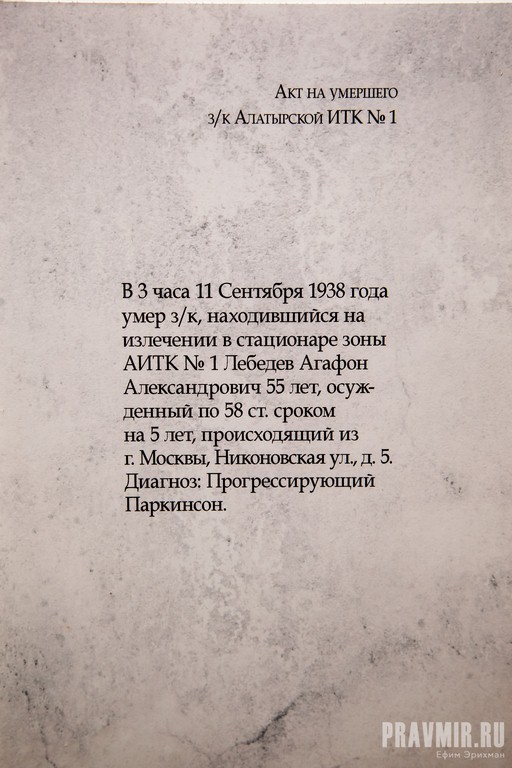 Акт на умершего
з/к Алатырской ИТК № 1
В 3 часа 11 Сентября 1938 года
умер з/к, находившийся на
излечении в стационаре зоны
АИТК № 1 Лебедев Агафон
Александрович 55 лет, осуж-
денный по 58 ст. сроком
на 5 лет, происходящий из
г. Москвы, Никоновская ул., д. 5.
Диагноз: Прогрессирующий
Паркинсон.
PRAVMIR.RU
Ефим Эрихман